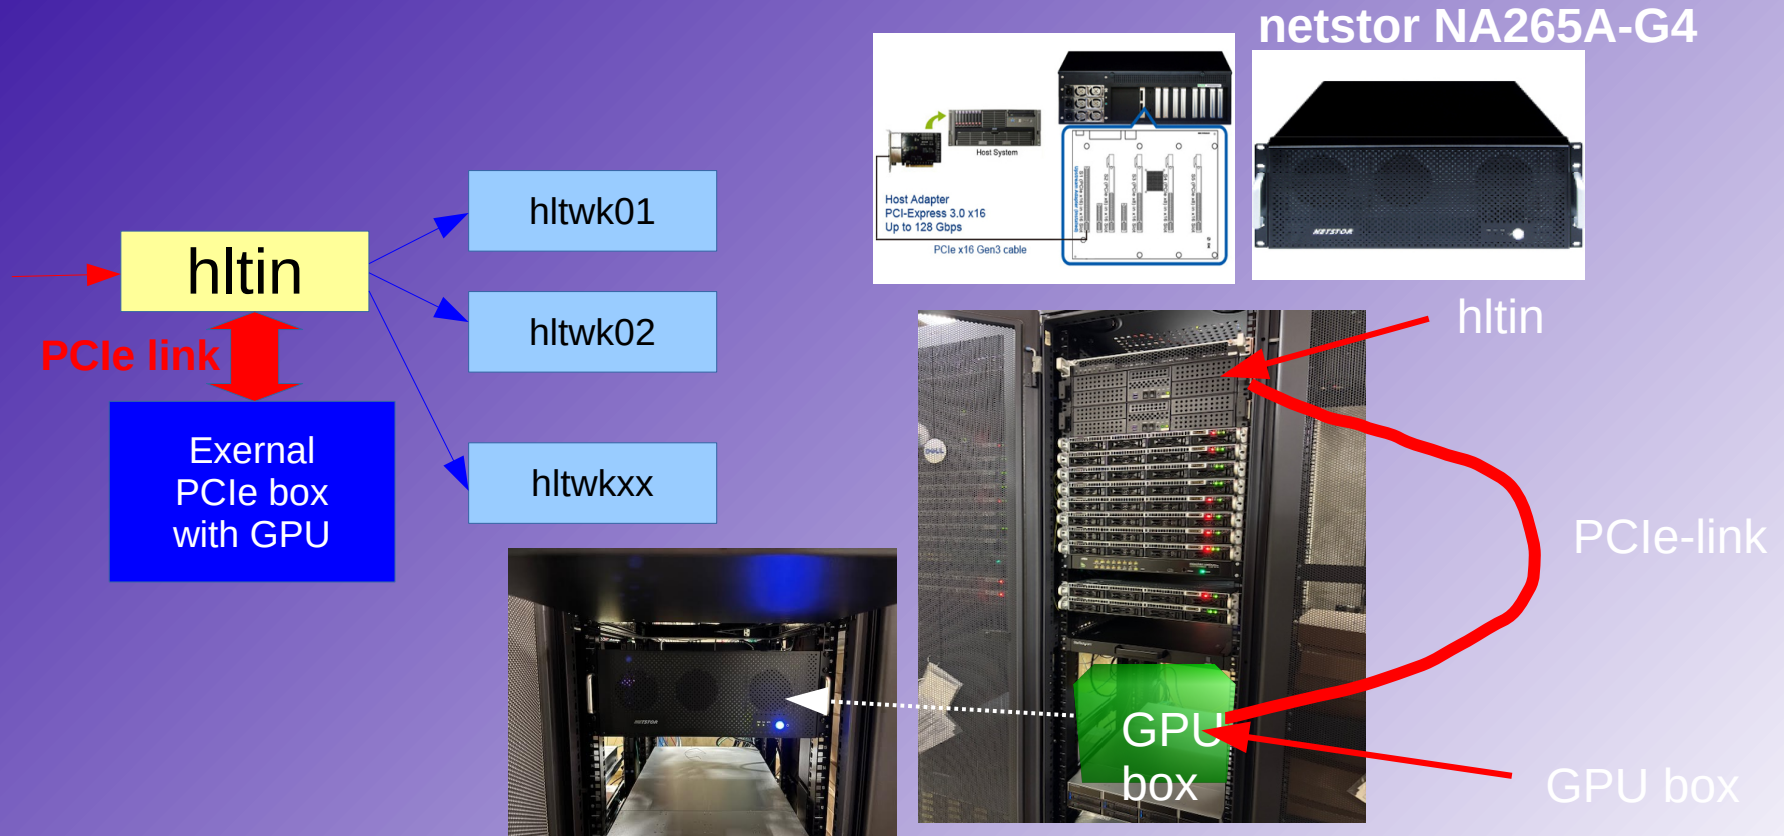 netstor NA265A-G4
Host System
Host Adapter
PCI-Express 3.0 x16
Up to 128 Gbps
PCIe x16 Gen3 cable
NETSTOR
hltwk01
hltin
hltwk02
PCIe link
Exernal
PCIe box
with GPU
hltwkxx
hltin
DELL
PCIe-link
NETSTOR
GPU
box
GPU box